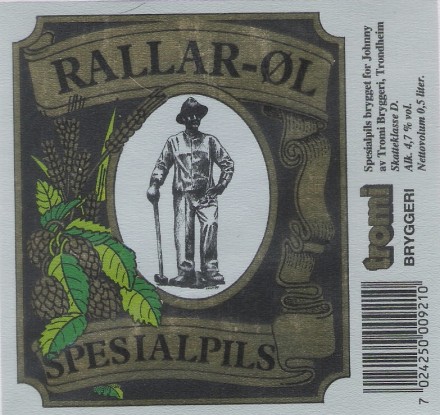 RALLAR-ØL
SPESIALPILS
Spesialpils brygget for Johnny
av Tromi Bryggeri, Trondheim
Skatteklasse D.
Alk. 4,7 % vol.
Nettovolum 0,5 liter.
tromi
BRYGGERI
7 024250 009210